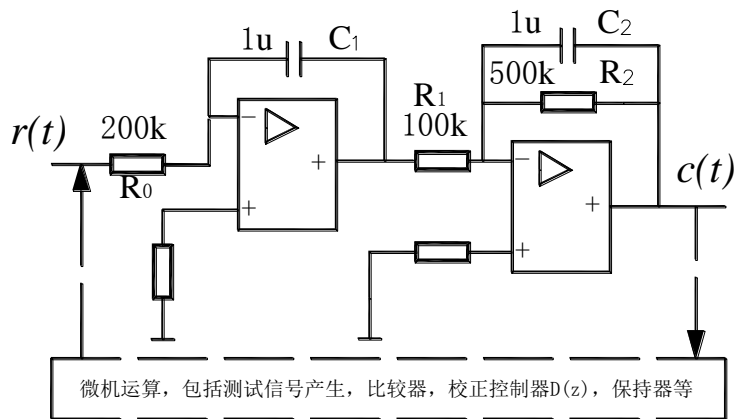 1u C₁
1u C₂
500k R₂
R₁
r(t) 200k 100k
− + −
c(t)
R₀ + +
+
+
微机运算，包括测试信号产生，比较器，校正控制器D(z)，保持器等